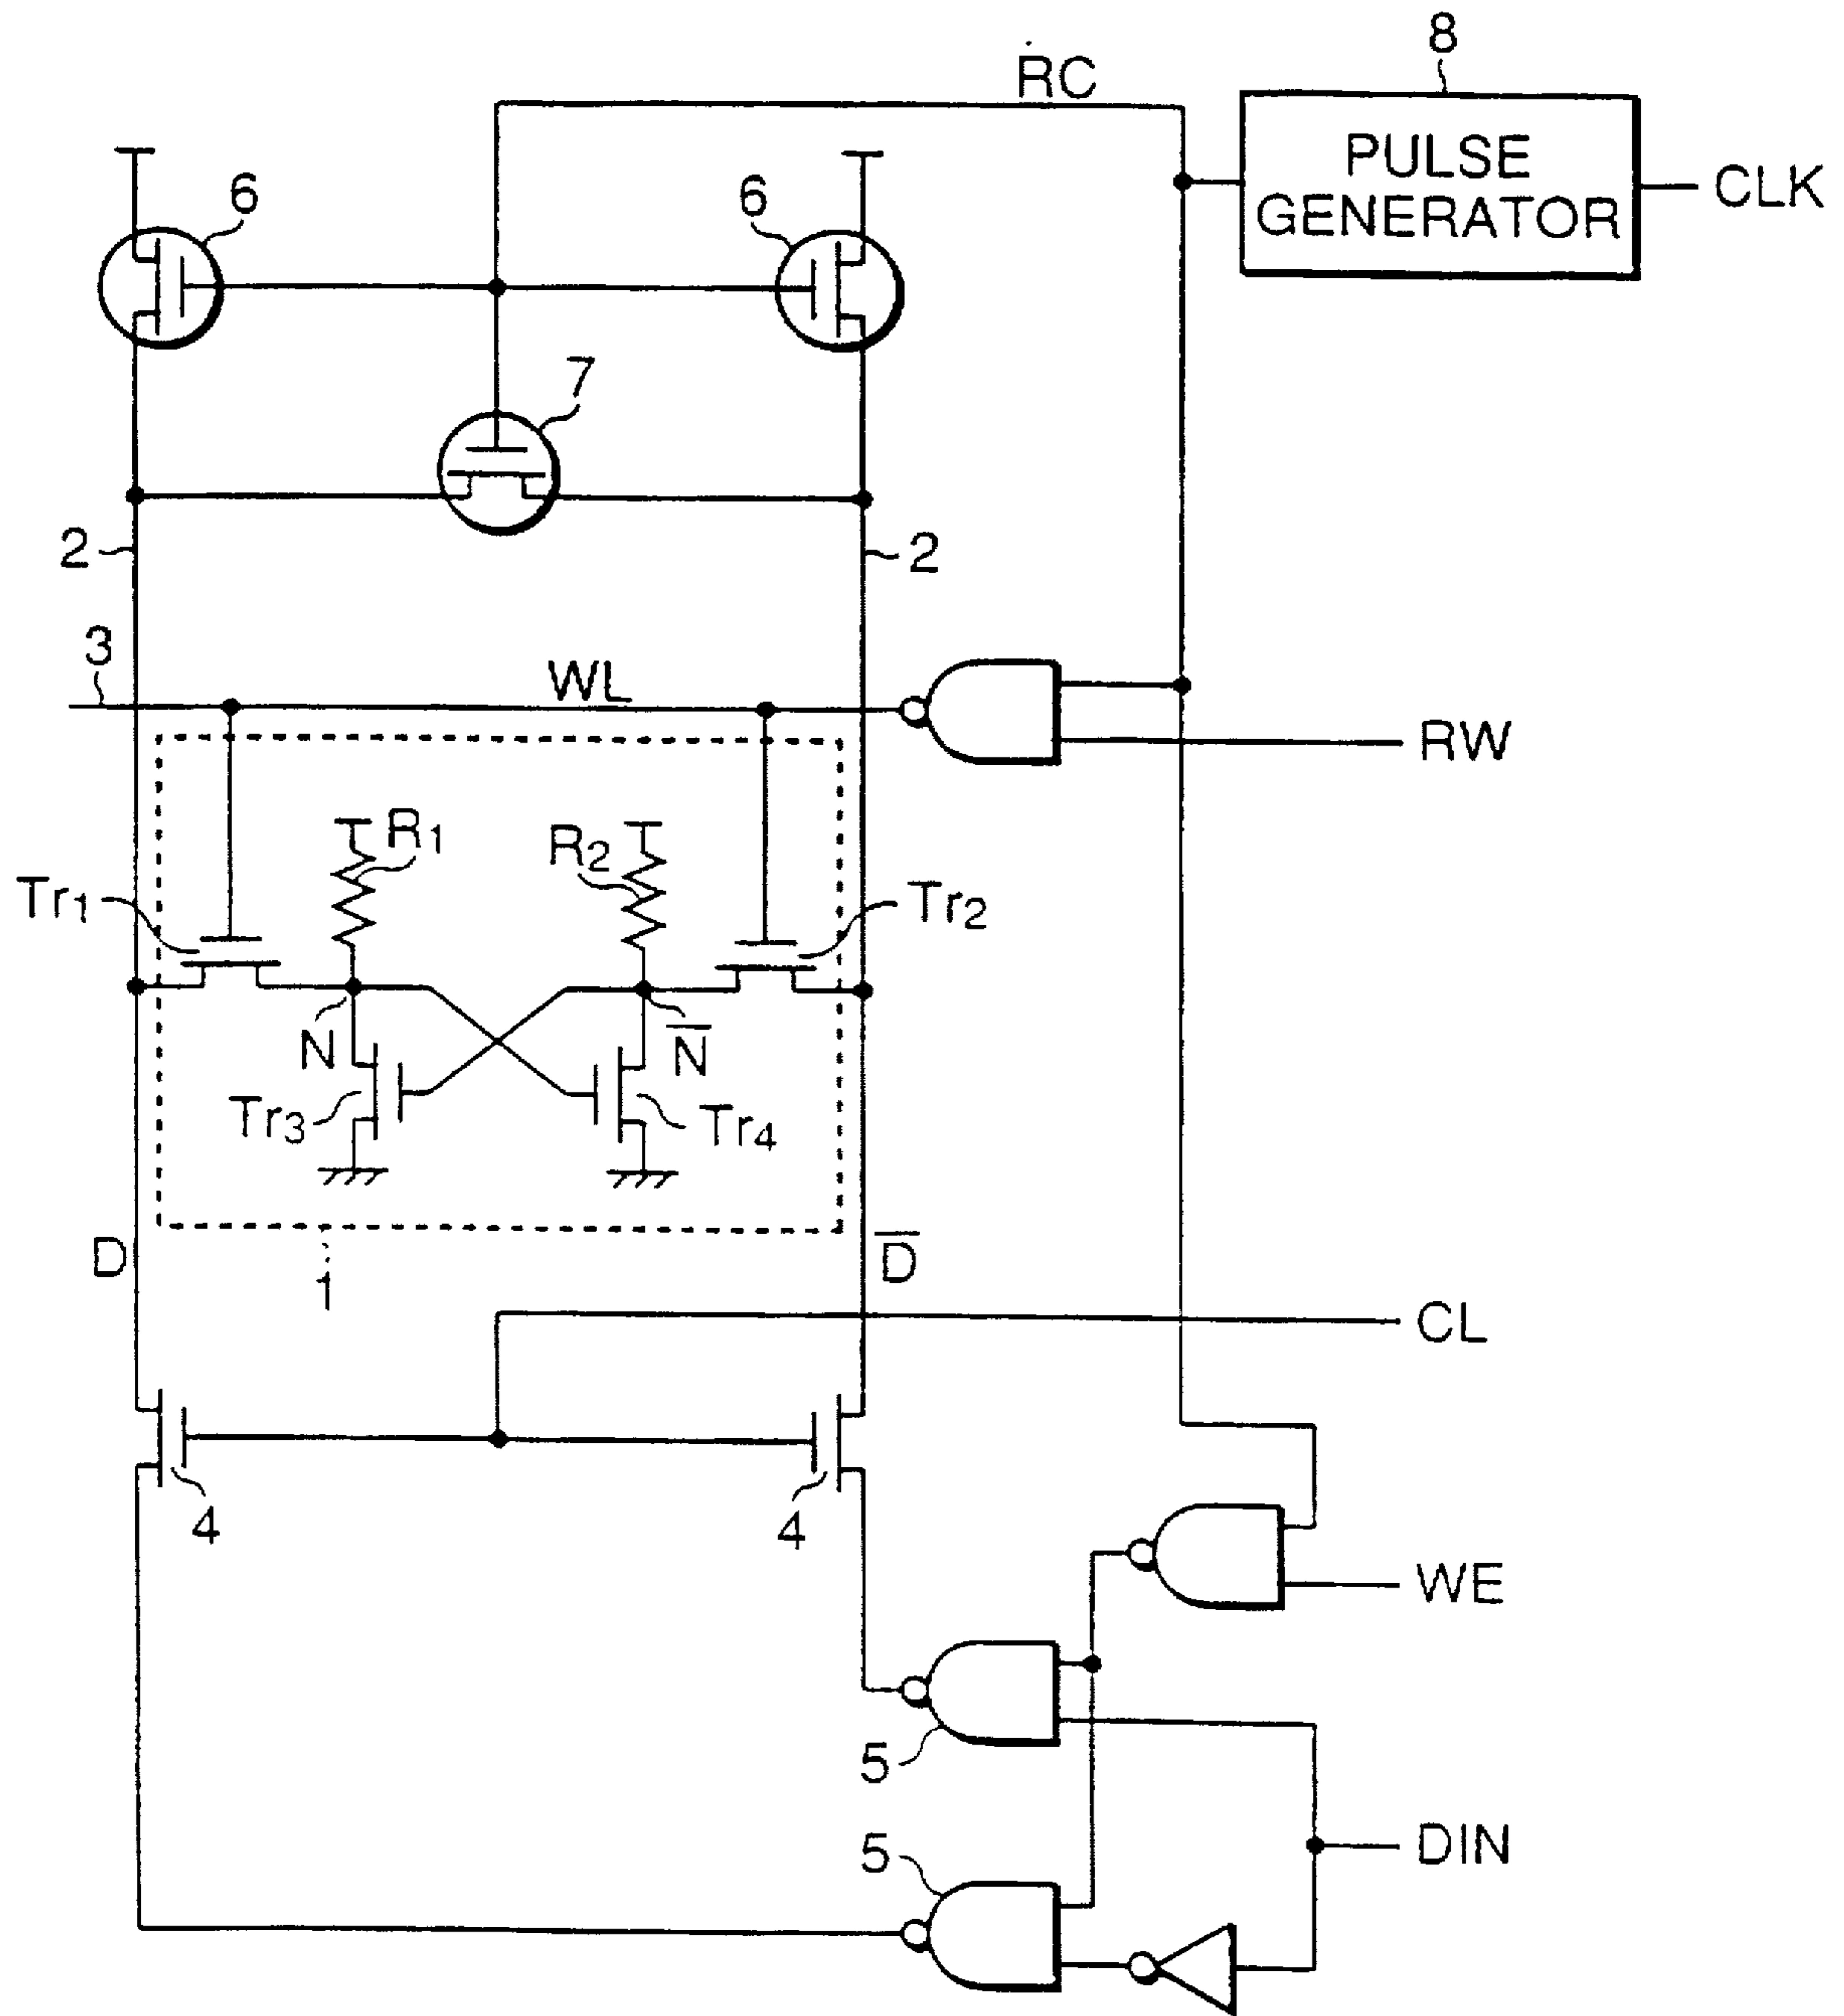 8
RC
PULSE
GENERATOR
CLK
6
6
7
2
2
3
WL
RW
R1
R2
Tr1
Tr2
N
N̅
Tr3
Tr4
D
D̅
1
CL
4
4
WE
5
5
DIN